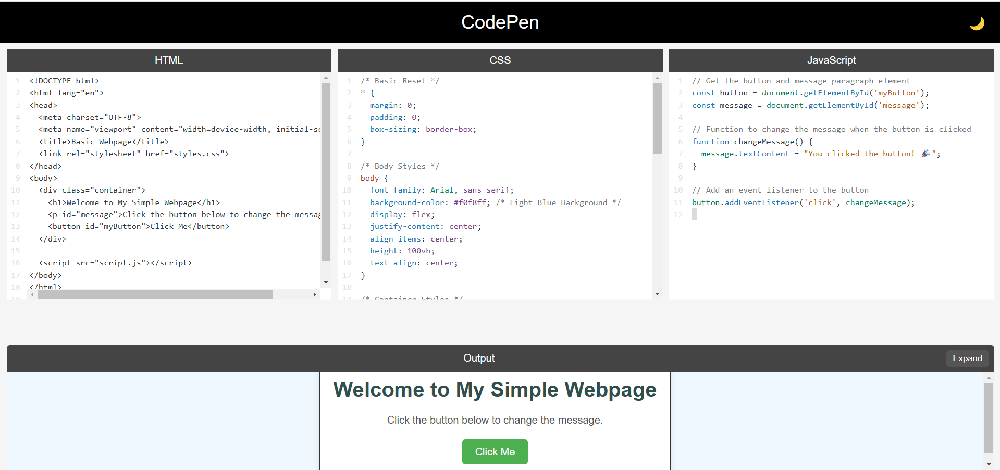 CodePen
HTML
1 <!DOCTYPE html>
2 <html lang="en">
3 <head>
4 <meta charset="UTF-8">
5 <meta name="viewport" content="width=device-width, initial-sc
6 <title>Basic Webpage</title>
7 <link rel="stylesheet" href="styles.css">
8 </head>
9 <body>
10 <div class="container">
11 <h1>Welcome to My Simple Webpage</h1>
12 <p id="message">Click the button below to change the messag
13 <button id="myButton">Click Me</button>
14 </div>
15
16 <script src="script.js"></script>
17 </body>
18 </html>
19
CSS
1 /* Basic Reset */
2 * {
3 margin: 0;
4 padding: 0;
5 box-sizing: border-box;
6 }
7
8 /* Body Styles */
9 body {
10 font-family: Arial, sans-serif;
11 background-color: #f0f8ff; /* Light Blue Background */
12 display: flex;
13 justify-content: center;
14 align-items: center;
15 height: 100vh;
16 text-align: center;
17 }
18
19 /* Container Styles */
JavaScript
1 // Get the button and message paragraph element
2 const button = document.getElementById('myButton');
3 const message = document.getElementById('message');
4
5 // Function to change the message when the button is clicked
6 function changeMessage() {
7 message.textContent = "You clicked the button! 🎉";
8 }
9
10 // Add an event listener to the button
11 button.addEventListener('click', changeMessage);
12
Output
Expand
Welcome to My Simple Webpage
Click the button below to change the message.
Click Me